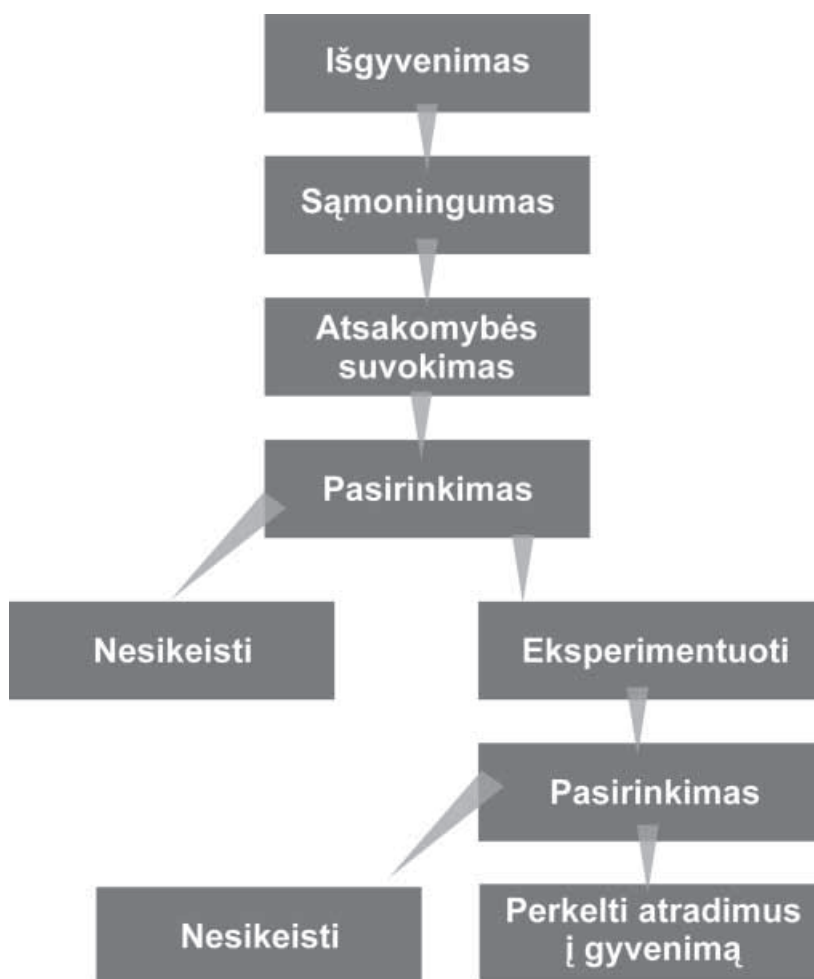 Išgyvenimas
Sąmoningumas
Atsakomybės
suvokimas
Pasirinkimas
Nesikeisti
Eksperimentuoti
Pasirinkimas
Nesikeisti
Perkelti atradimus
į gyvenimą